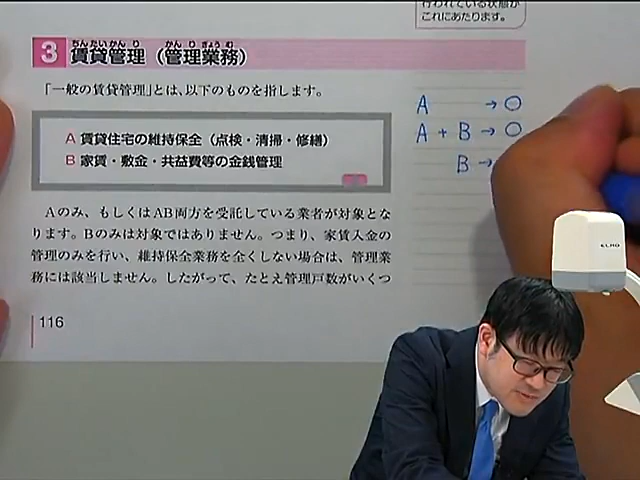 行われている状態が
これにあたります。
3 賃貸管理（管理業務）
ちんたいかんり かんりぎょうむ
「一般の賃貸管理」とは、以下のものを指します。
A 賃貸住宅の維持保全（点検・清掃・修繕）
B 家賃・敷金・共益費等の金銭管理
A →○
A + B →○
B→
Aのみ、もしくはAB両方を受託している業者が対象とな
ります。Bのみは対象ではありません。つまり、家賃入金の
管理のみを行い、維持保全業務を全くしない場合は、管理業
務には該当しません。したがって、たとえ管理戸数がいくつ
116
ELMO